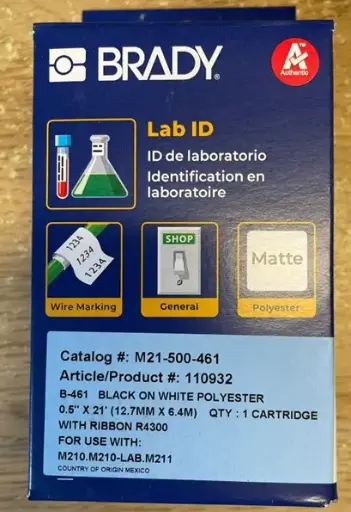 BRADY®
Authentic
Lab ID
ID de laboratorio
Identification en
laboratoire
1234
1234
1234
SHOP
Matte
Wire Marking
General
Polyester
Catalog #: M21-500-461
Article/Product #: 110932
B-461 BLACK ON WHITE POLYESTER
0.5" X 21' (12.7MM X 6.4M) QTY : 1 CARTRIDGE
WITH RIBBON R4300
FOR USE WITH:
M210.M210-LAB.M211
COUNTRY OF ORIGIN MEXICO